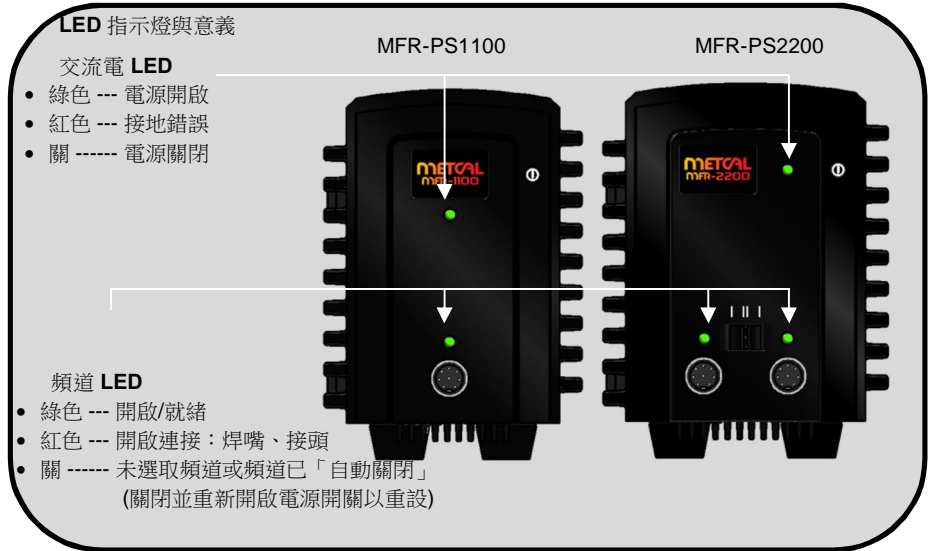 LED 指示燈與意義
MFR-PS1100
MFR-PS2200
交流電 LED
• 綠色 --- 電源開啟
• 紅色 --- 接地錯誤
• 關 ------ 電源關閉
METCAL
MFR-1100
METCAL
MFR-2200
I II I
頻道 LED
• 綠色 --- 開啟/就緒
• 紅色 --- 開啟連接：焊嘴、接頭
• 關 ------ 未選取頻道或頻道已「自動關閉」
(關閉並重新開啟電源開關以重設)